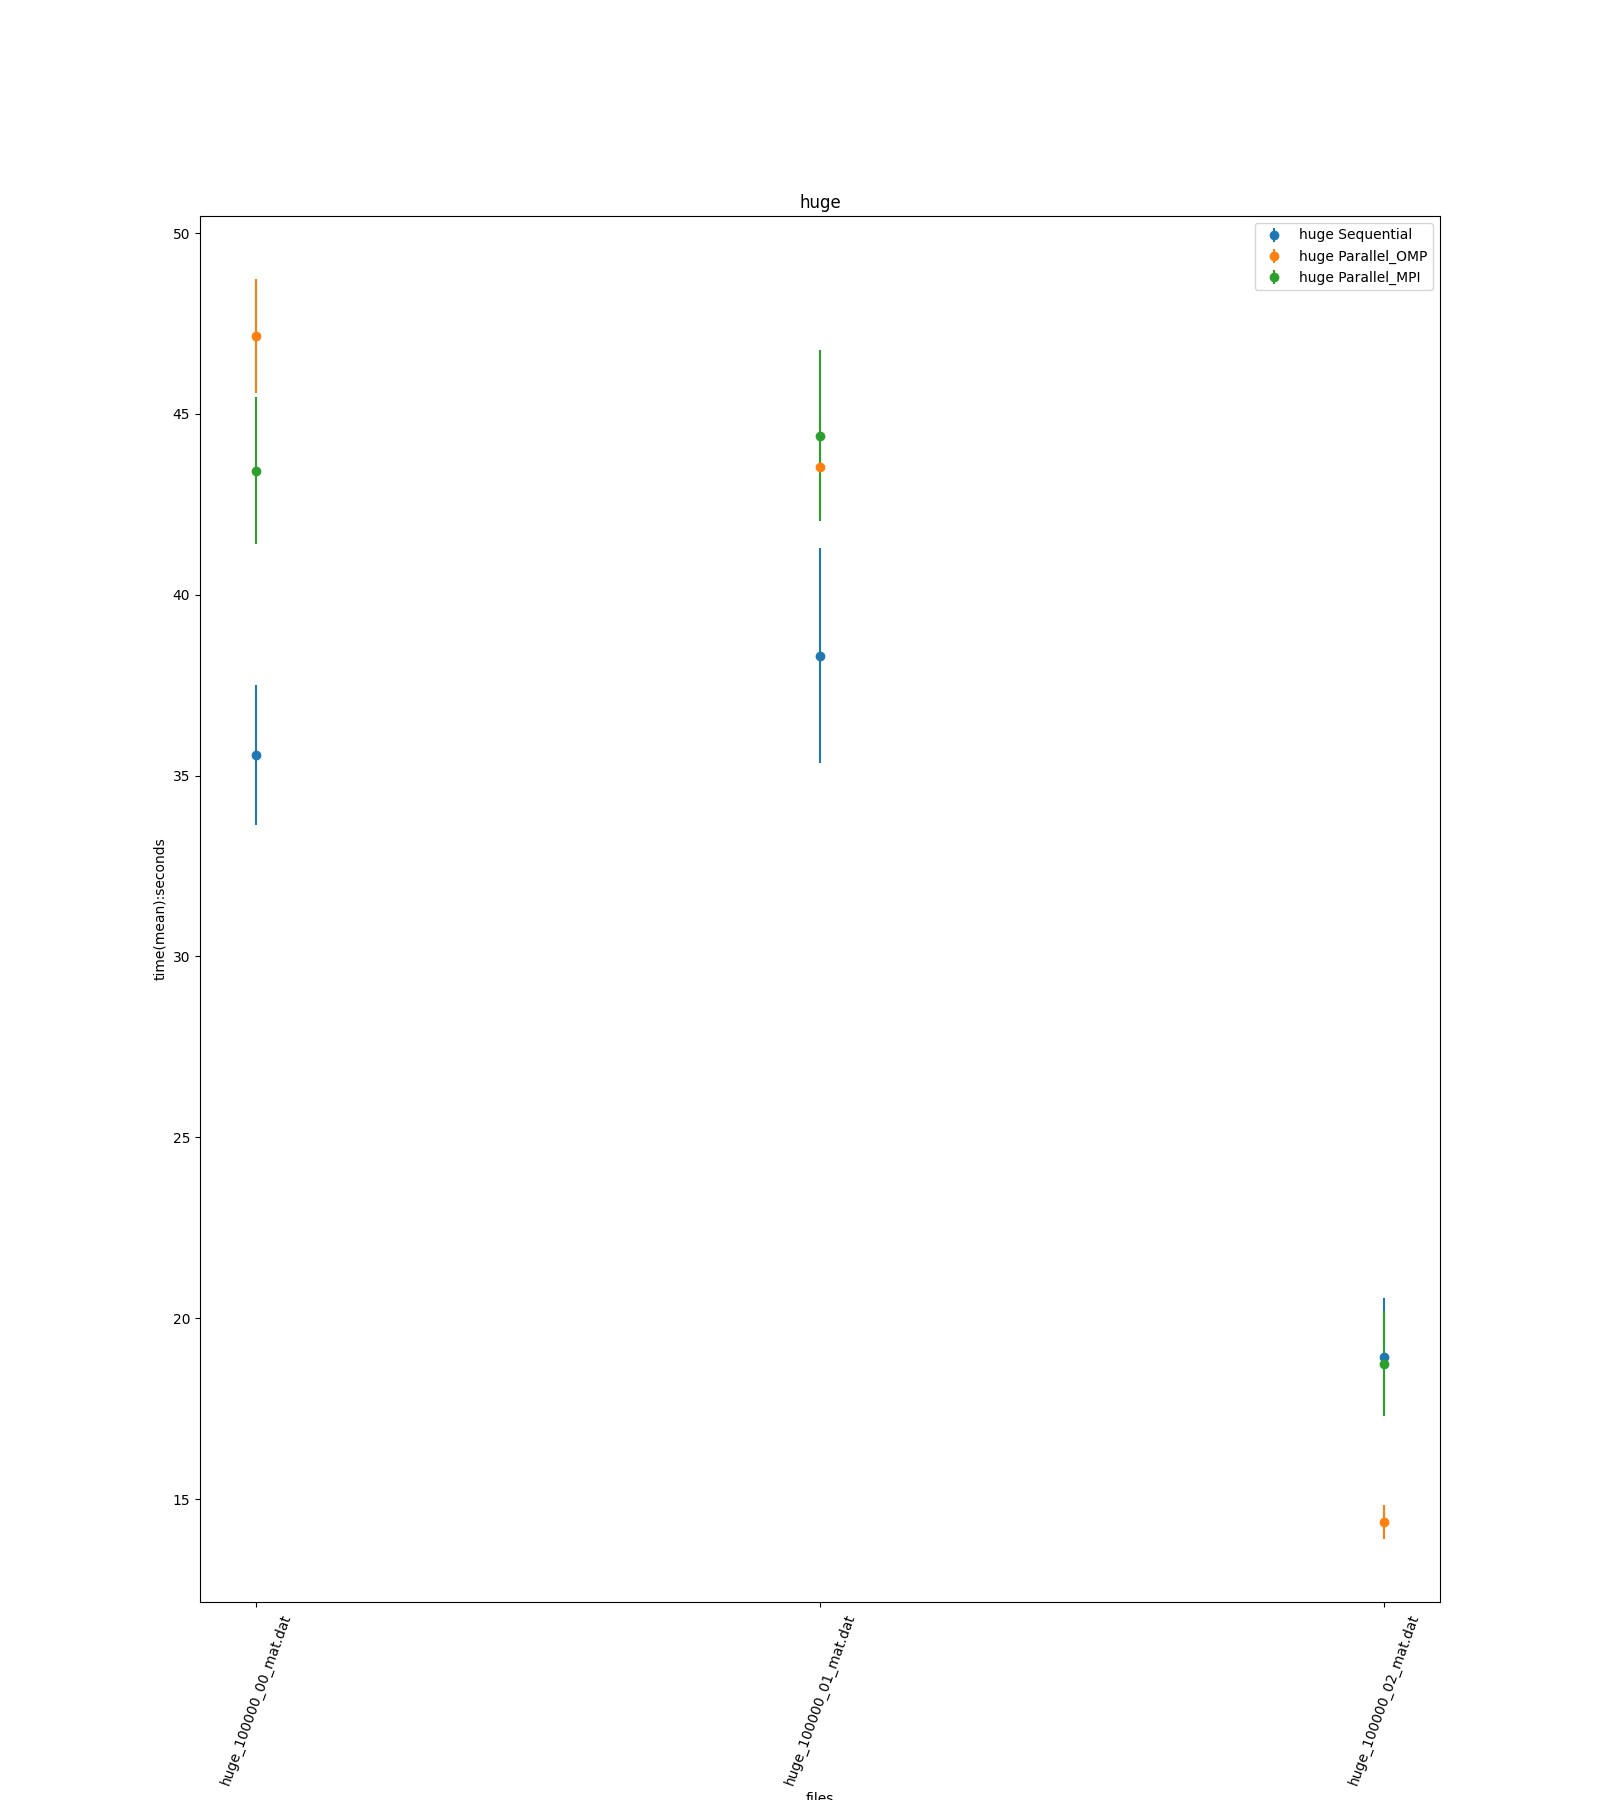 huge
50
45
40
35
30
25
20
15
time(mean):seconds
huge Sequential
huge Parallel_OMP
huge Parallel_MPI
huge_100000_00_mat.dat
huge_100000_01_mat.dat
huge_100000_02_mat.dat
files